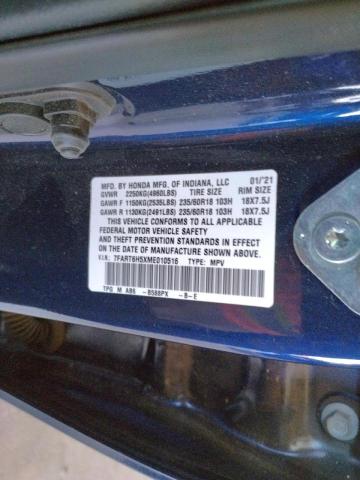 MFD. BY HONDA MFG. OF INDIANA, LLC 01/'21
GVWR 2250KG(4960LBS) TIRE SIZE RIM SIZE
GAWR F 1150KG(2535LBS) 235/60R18 103H 18X7.5J
GAWR R 1130KG(2491LBS) 235/60R18 103H 18X7.5J
THIS VEHICLE CONFORMS TO ALL APPLICABLE
FEDERAL MOTOR VEHICLE SAFETY
AND THEFT PREVENTION STANDARDS IN EFFECT
ON THE DATE OF MANUFACTURE SHOWN ABOVE.
V.I.N: 7FART6H5XME010516 TYPE: MPV
TPG M AB6 -B588PX -B-E